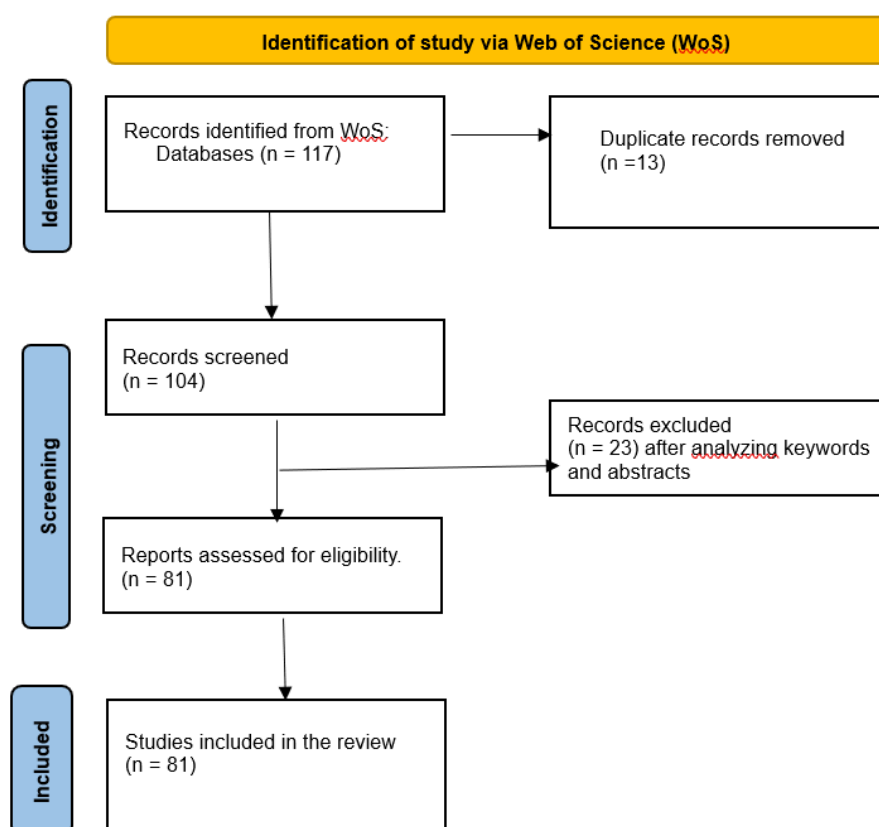 Identification of study via Web of Science (WoS)
Identification
Records identified from WoS:
Databases (n = 117)
Duplicate records removed
(n =13)
Screening
Records screened
(n = 104)
Records excluded
(n = 23) after analyzing keywords
and abstracts
Reports assessed for eligibility.
(n = 81)
Included
Studies included in the review
(n = 81)